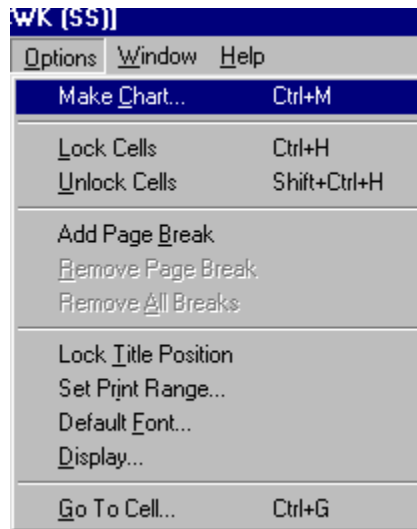 WK (SS)]
Options Window Help
Make Chart... Ctrl+M
Lock Cells Ctrl+H
Unlock Cells Shift+Ctrl+H
Add Page Break
Remove Page Break
Remove All Breaks
Lock Title Position
Set Print Range...
Default Font...
Display...
Go To Cell... Ctrl+G